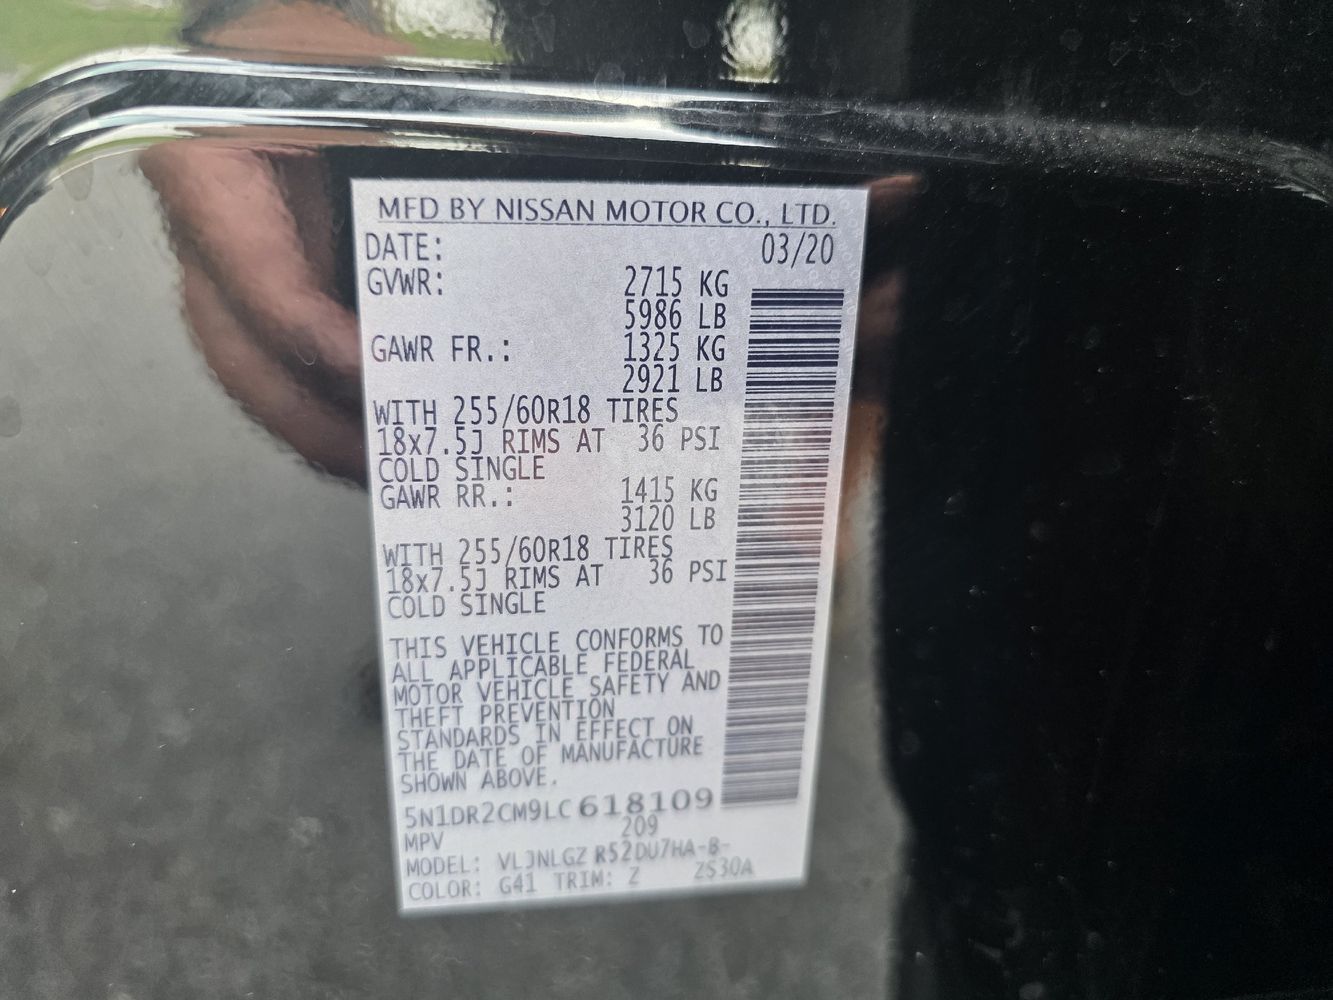 MFD BY NISSAN MOTOR CO., LTD.
DATE: 03/20
GVWR: 2715 KG
5986 LB
GAWR FR.: 1325 KG
2921 LB
WITH 255/60R18 TIRES
18x7.5J RIMS AT 36 PSI
COLD SINGLE
GAWR RR.: 1415 KG
3120 LB
WITH 255/60R18 TIRES
18x7.5J RIMS AT 36 PSI
COLD SINGLE
THIS VEHICLE CONFORMS TO
ALL APPLICABLE FEDERAL
MOTOR VEHICLE SAFETY AND
THEFT PREVENTION
STANDARDS IN EFFECT ON
THE DATE OF MANUFACTURE
SHOWN ABOVE.
5N1DR2CM9LC618109
MPV 209
MODEL: VLJNLGZ R52DU7HA-B-
COLOR: G41 TRIM: Z ZS30A